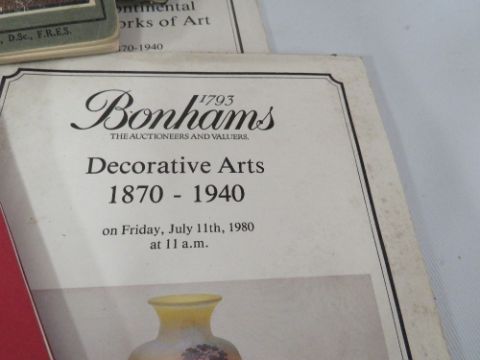 , D.Sc., F.R.E.S.
ontinental
orks of Art
870-1940
1793
Bonhams
THE AUCTIONEERS AND VALUERS.
Decorative Arts
1870 - 1940
on Friday, July 11th, 1980
at 11 a.m.